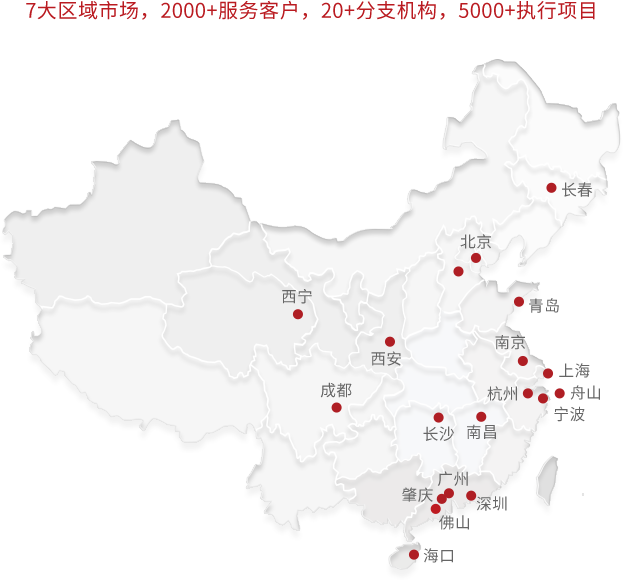 7大区域市场，2000+服务客户，20+分支机构，5000+执行项目
长春
北京
西宁
青岛
南京
西安
上海
成都
杭州
舟山
宁波
长沙
南昌
广州
肇庆
深圳
佛山
海口